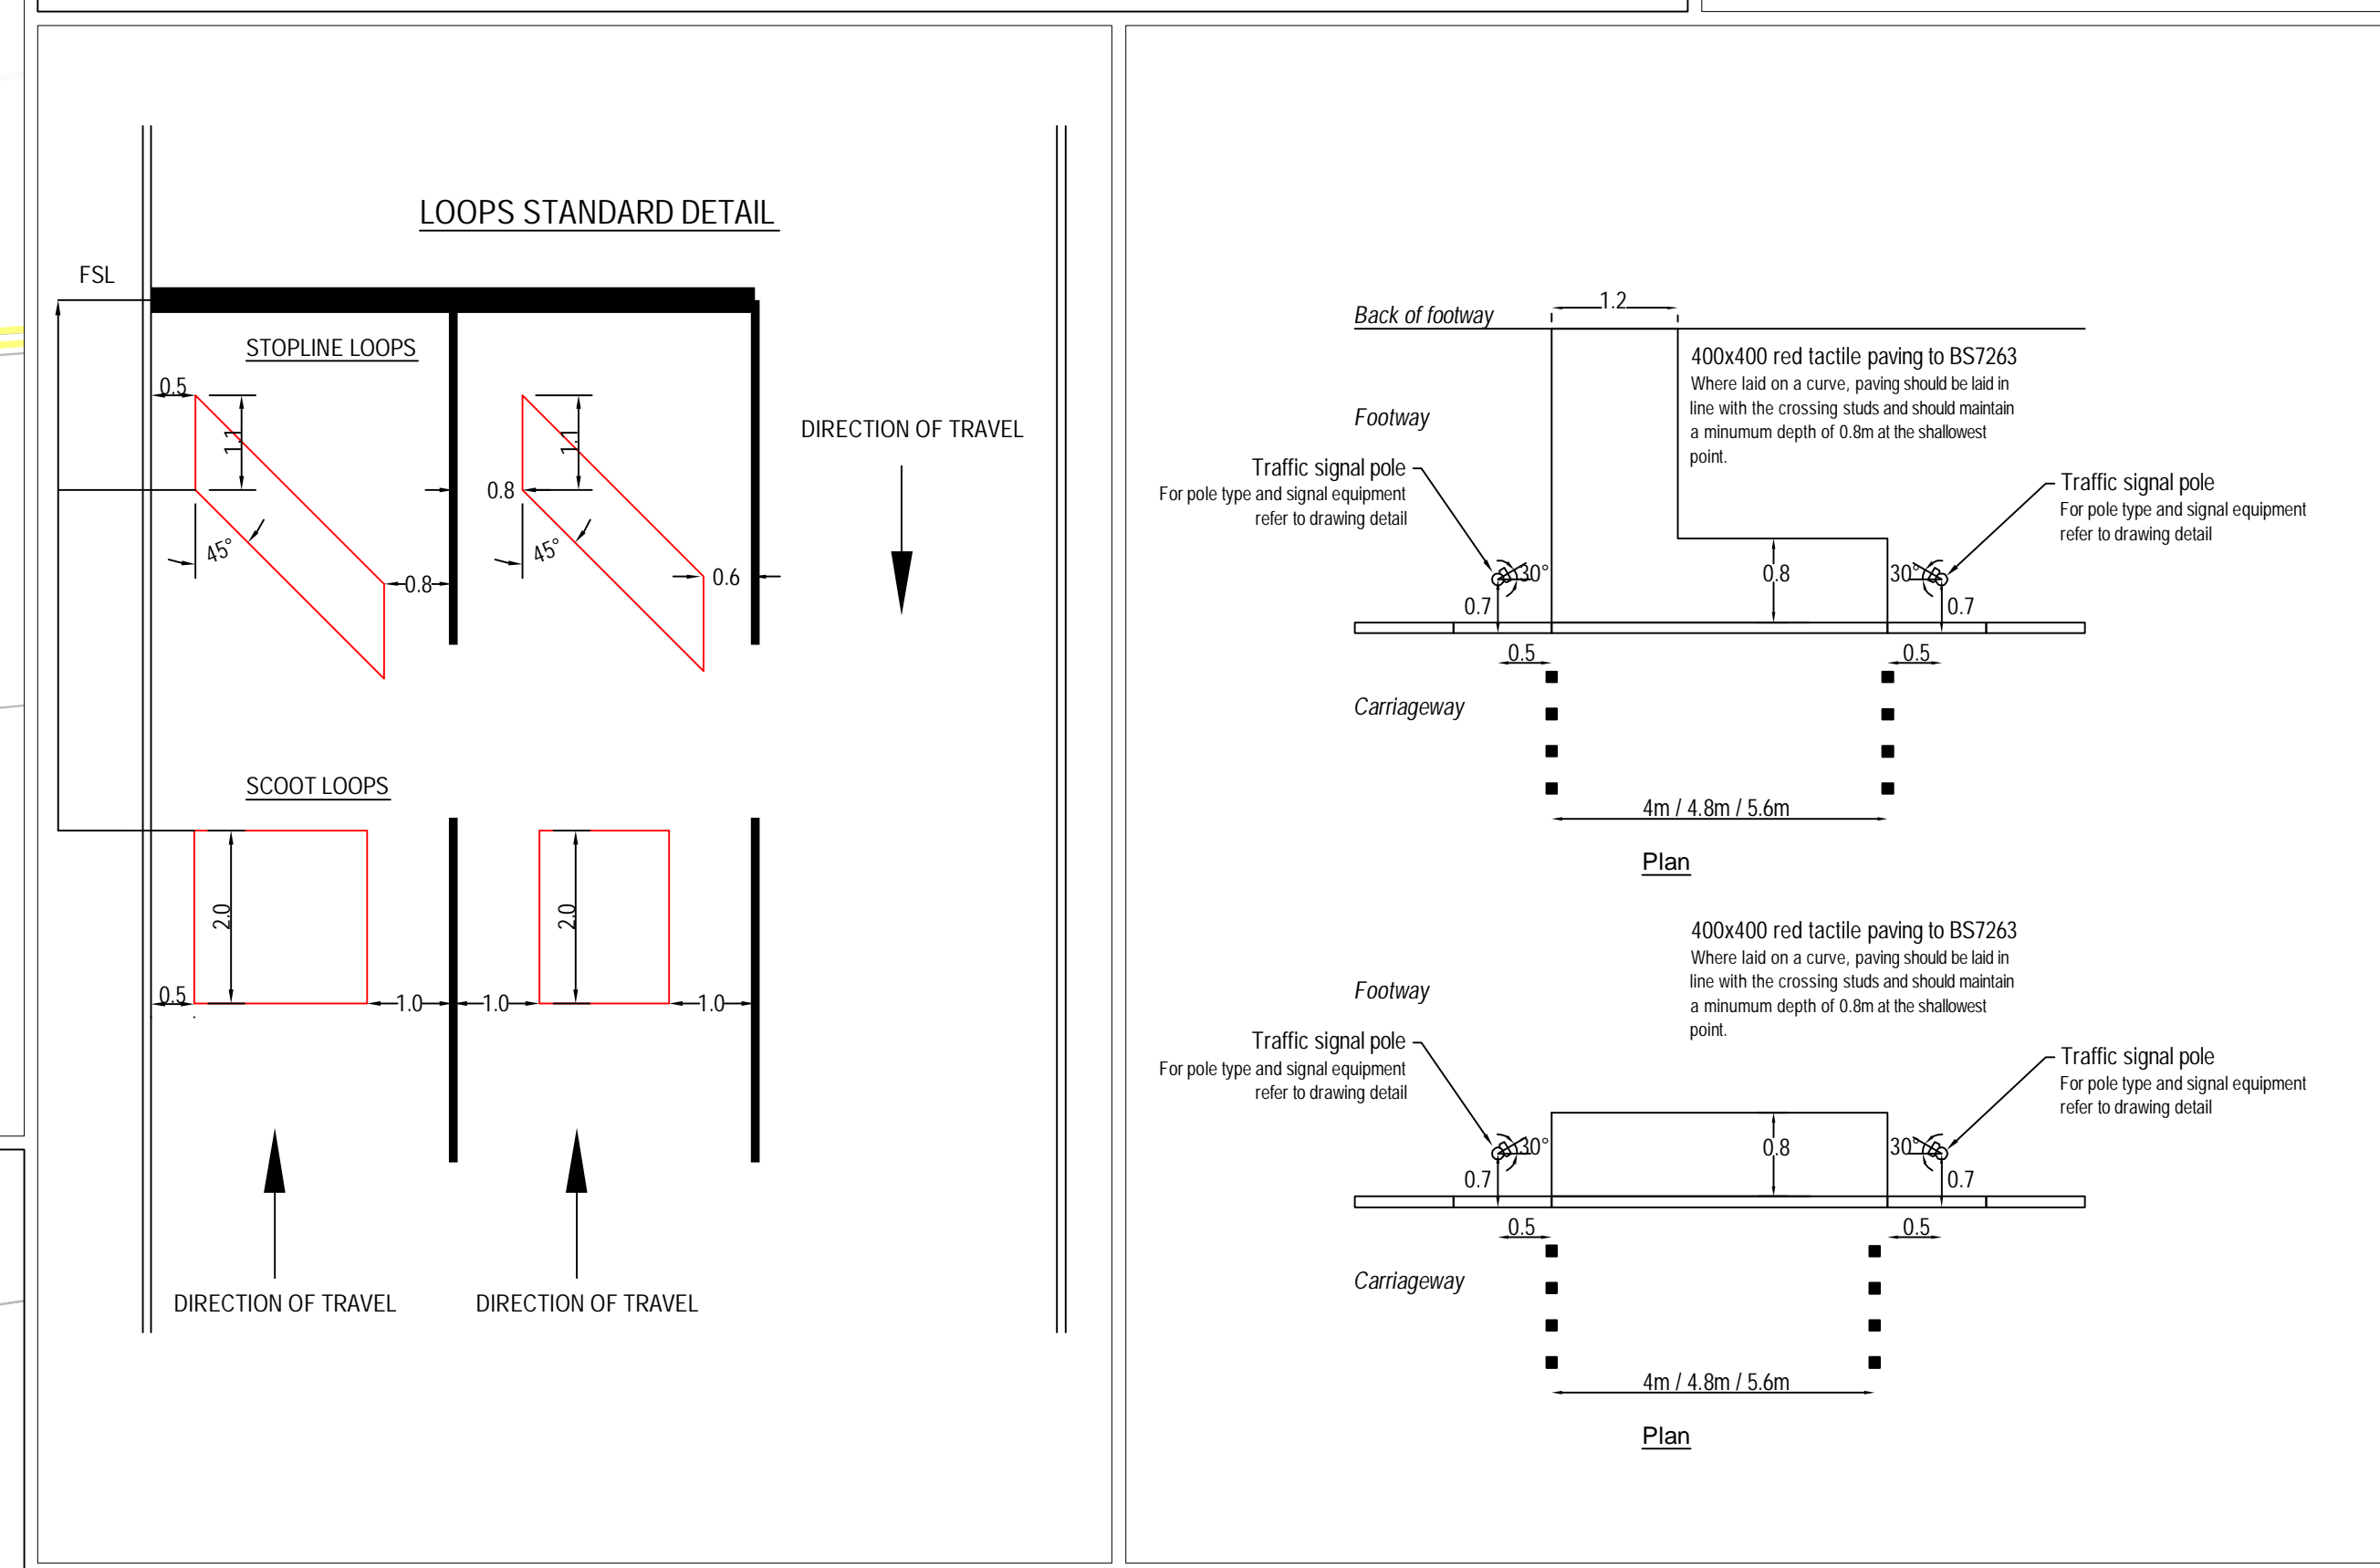 LOOPS STANDARD DETAIL
FSL
STOPLINE LOOPS
0.5
1.1
1.1
DIRECTION OF TRAVEL
0.8
45°
45°
0.8
0.6
SCOOT LOOPS
2.0
2.0
0.5
1.0
1.0
1.0
DIRECTION OF TRAVEL
DIRECTION OF TRAVEL
1.2
Back of footway
400x400 red tactile paving to BS7263
Where laid on a curve, paving should be laid in
line with the crossing studs and should maintain
a minumum depth of 0.8m at the shallowest
point.
Footway
Traffic signal pole
For pole type and signal equipment
refer to drawing detail
Traffic signal pole
For pole type and signal equipment
refer to drawing detail
30°
0.8
30°
0.7
0.7
0.5
0.5
Carriageway
4m / 4.8m / 5.6m
Plan
400x400 red tactile paving to BS7263
Where laid on a curve, paving should be laid in
line with the crossing studs and should maintain
a minumum depth of 0.8m at the shallowest
point.
Footway
Traffic signal pole
For pole type and signal equipment
refer to drawing detail
Traffic signal pole
For pole type and signal equipment
refer to drawing detail
30°
0.8
30°
0.7
0.7
0.5
0.5
Carriageway
4m / 4.8m / 5.6m
Plan